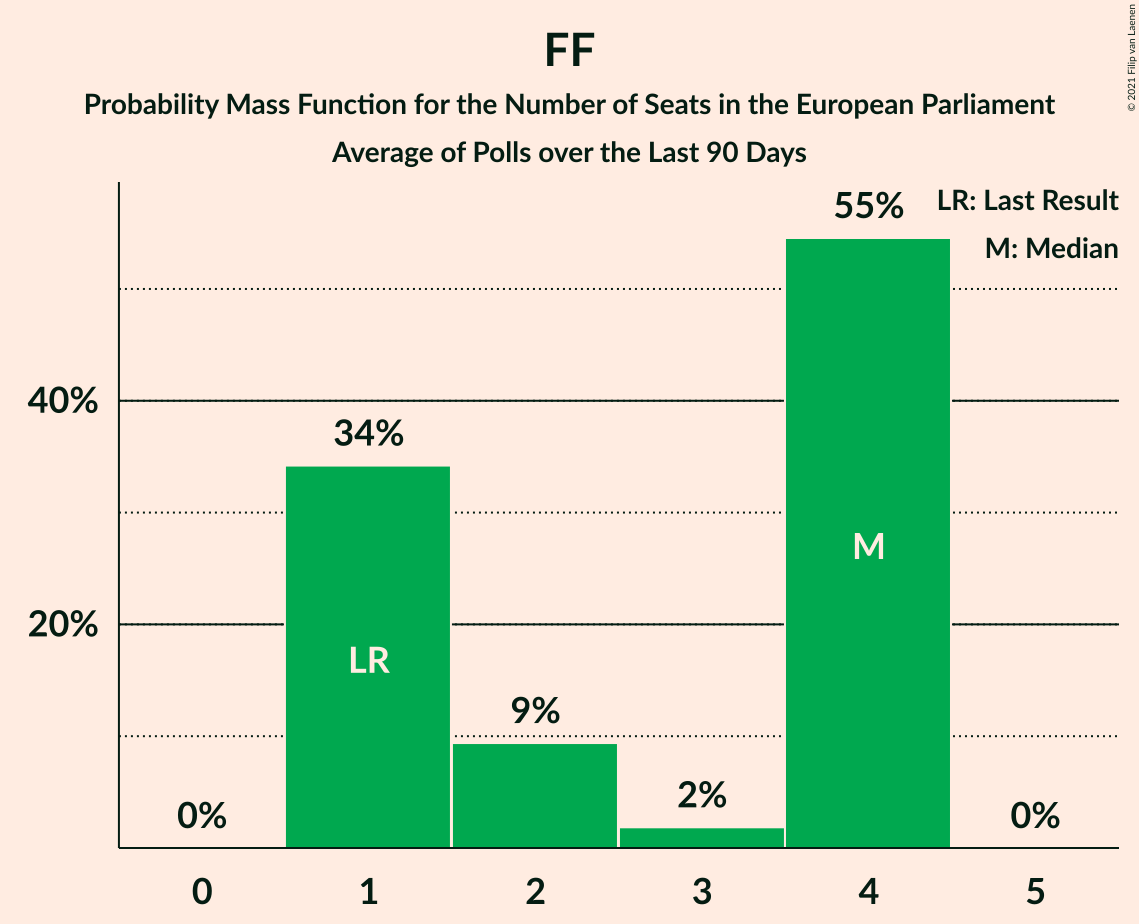 FF
Probability Mass Function for the Number of Seats in the European Parliament
Average of Polls over the Last 90 Days
© 2021 Filip van Laenen
LR: Last Result
M: Median
55%
40%
34%
M
20%
LR
9%
2%
0%
0%
0 1 2 3 4 5